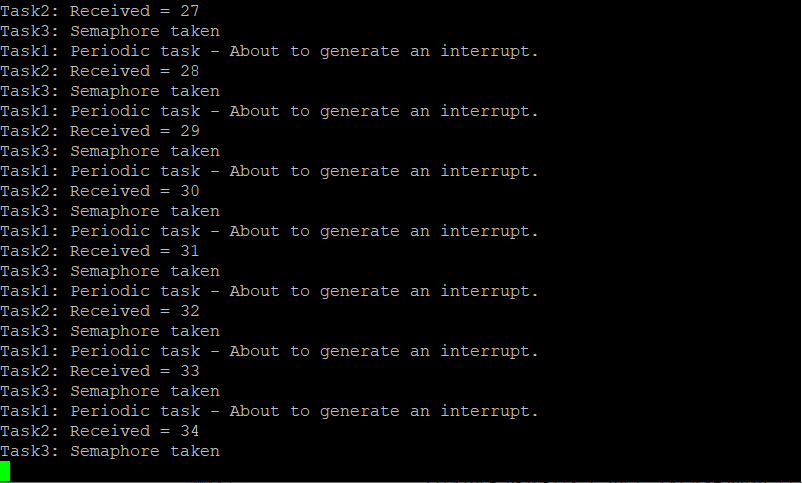 Task2: Received = 27
Task3: Semaphore taken
Task1: Periodic task - About to generate an interrupt.
Task2: Received = 28
Task3: Semaphore taken
Task1: Periodic task - About to generate an interrupt.
Task2: Received = 29
Task3: Semaphore taken
Task1: Periodic task - About to generate an interrupt.
Task2: Received = 30
Task3: Semaphore taken
Task1: Periodic task - About to generate an interrupt.
Task2: Received = 31
Task3: Semaphore taken
Task1: Periodic task - About to generate an interrupt.
Task2: Received = 32
Task3: Semaphore taken
Task1: Periodic task - About to generate an interrupt.
Task2: Received = 33
Task3: Semaphore taken
Task1: Periodic task - About to generate an interrupt.
Task2: Received = 34
Task3: Semaphore taken